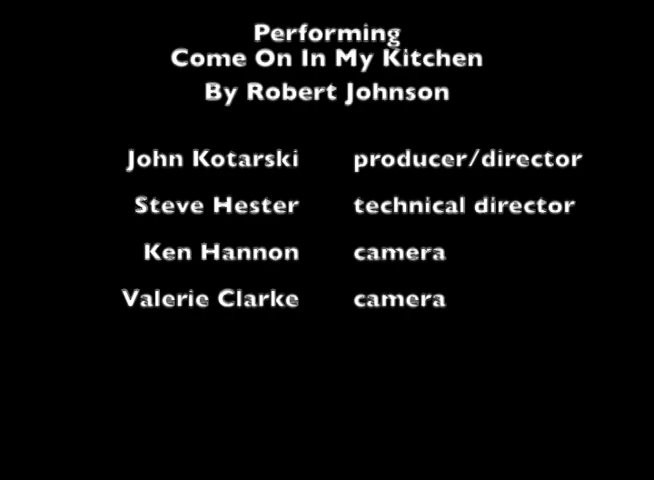 Performing
Come On In My Kitchen
By Robert Johnson
John Kotarski producer/director
Steve Hester technical director
Ken Hannon camera
Valerie Clarke camera